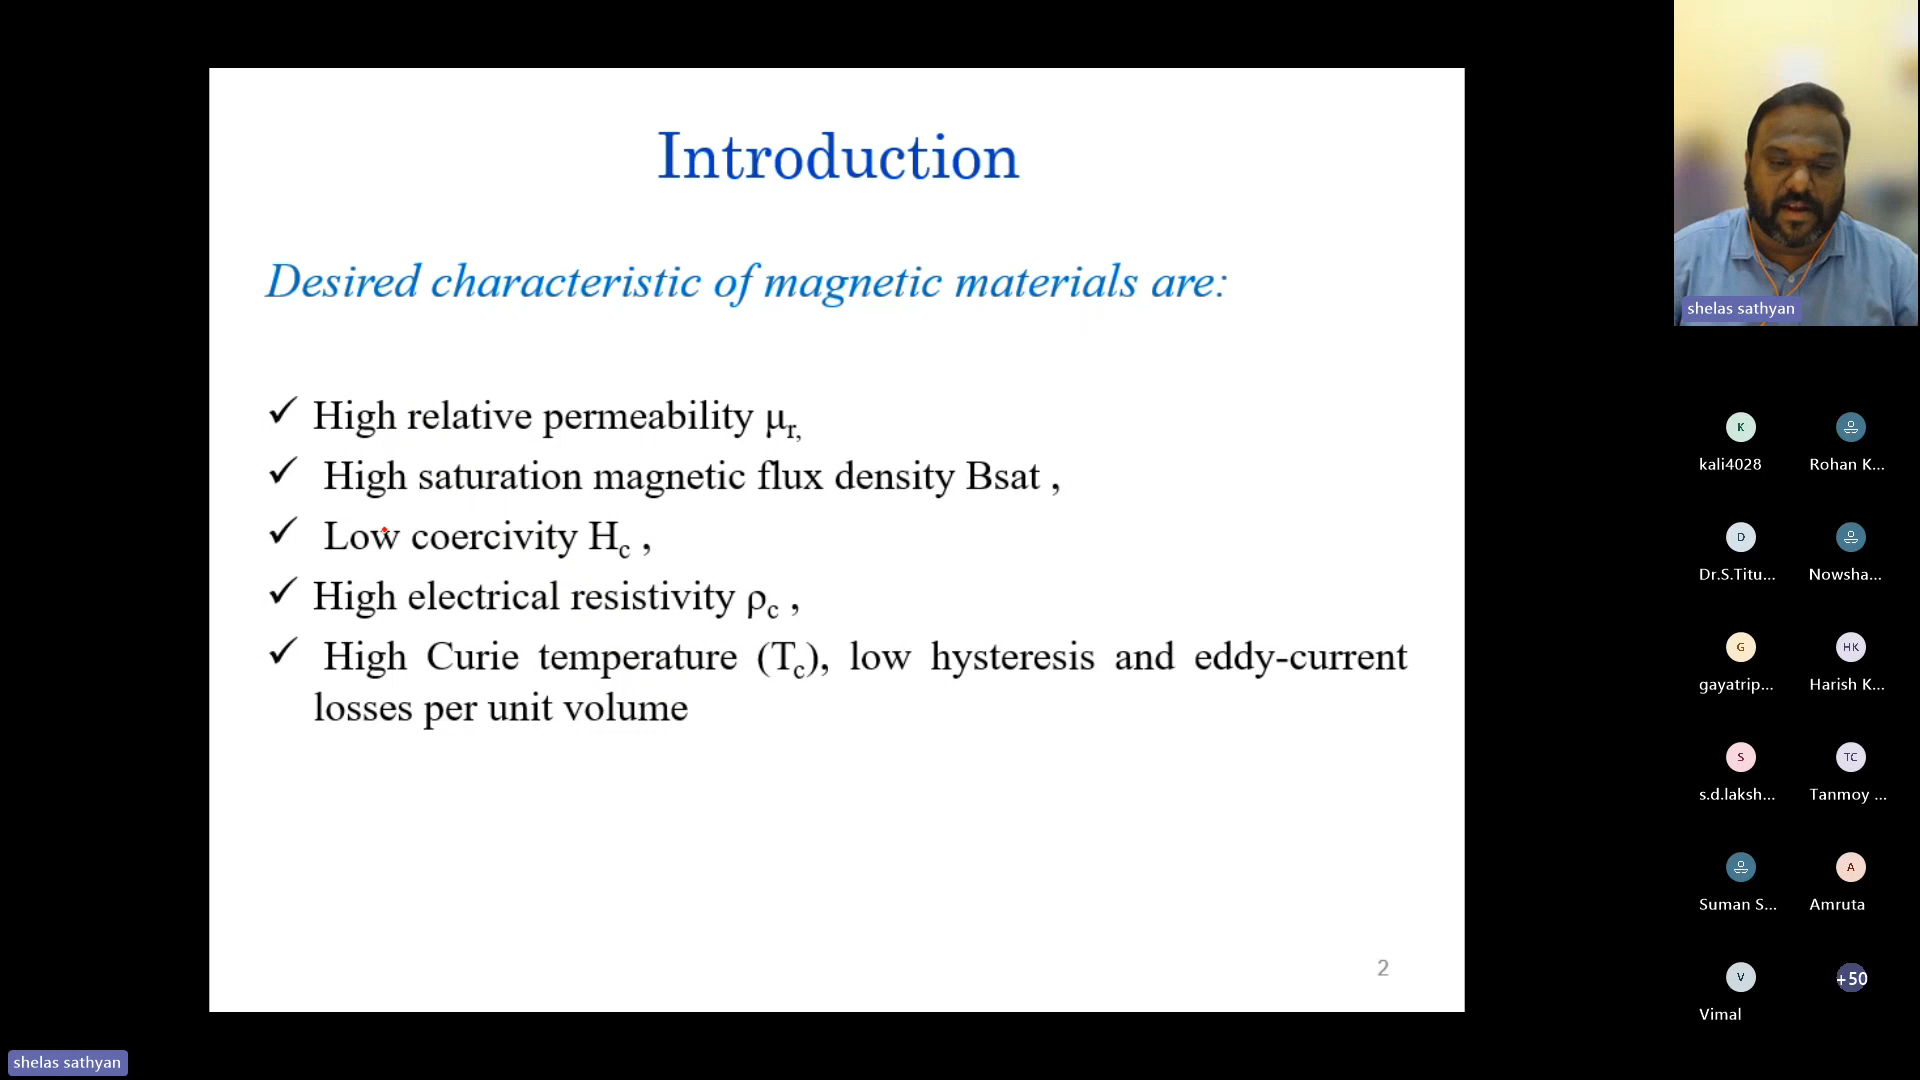 Introduction
Desired characteristic of magnetic materials are:
✓ High relative permeability μr,
✓ High saturation magnetic flux density Bsat ,
✓ Low coercivity Hc ,
✓ High electrical resistivity ρc ,
✓ High Curie temperature (Tc), low hysteresis and eddy-current
losses per unit volume
2
shelas sathyan
K
kali4028
Rohan K...
D
Dr.S.Titu...
Nowsha...
G
gayatrip...
HK
Harish K...
S
s.d.laksh...
TC
Tanmoy ...
Suman S...
A
Amruta
V
Vimal
+50
shelas sathyan